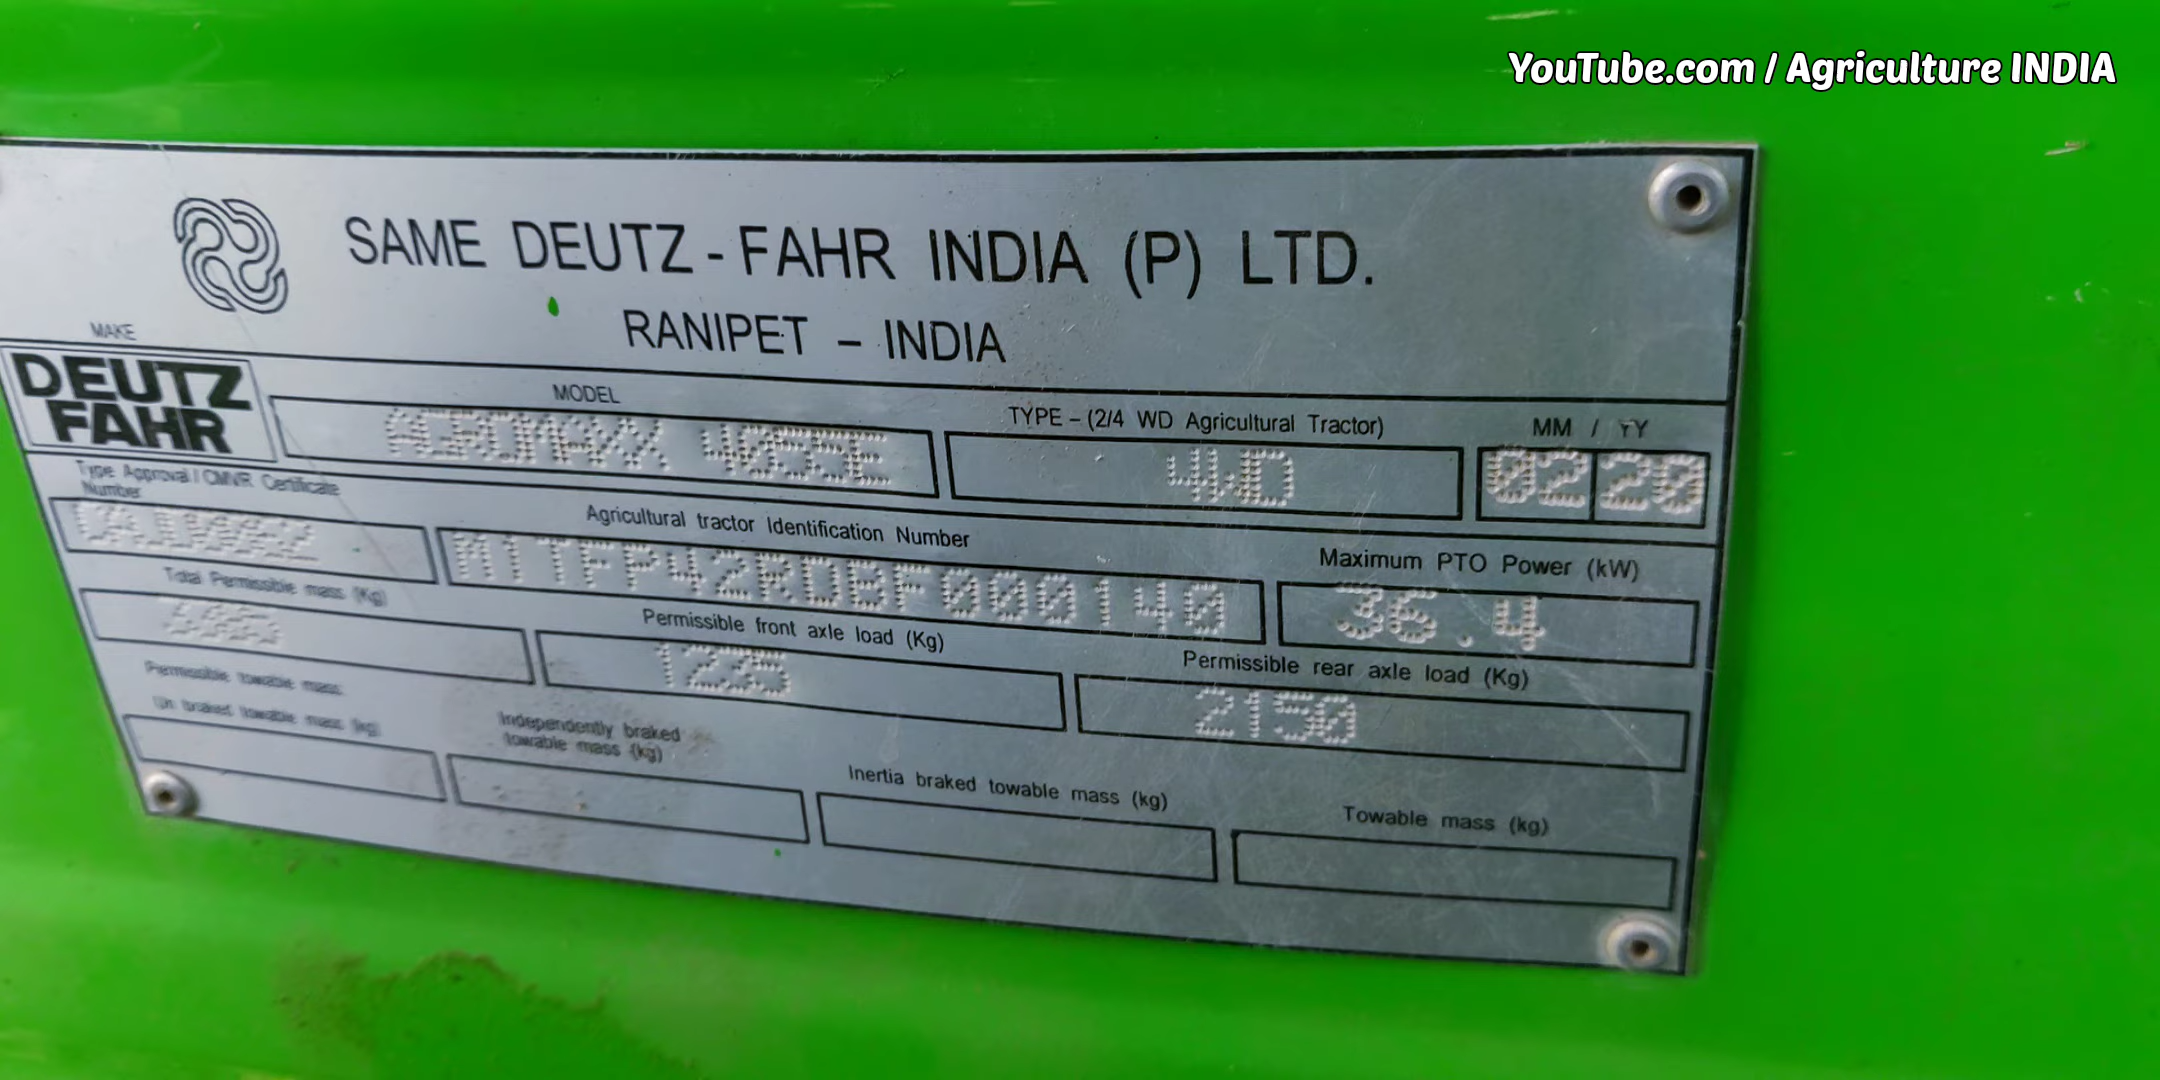 YouTube.com / Agriculture INDIA
SAME DEUTZ - FAHR INDIA (P) LTD.
RANIPET – INDIA
MAKE
DEUTZ
FAHR
MODEL
AGROMAXX 4055E
TYPE – (2/4 WD Agricultural Tractor)
4WD
MM / YY
02 20
Type Approval / CMVR Certificate
Number
Agricultural tractor Identification Number
M1TFP42RDBF000140
Maximum PTO Power (kW)
36.4
Total Permissible mass (Kg)
Permissible front axle load (Kg)
1235
Permissible rear axle load (Kg)
2150
Permissible towable mass:
Un braked towable mass (kg)
Independently braked
towable mass (kg)
Inertia braked towable mass (kg)
Towable mass (kg)